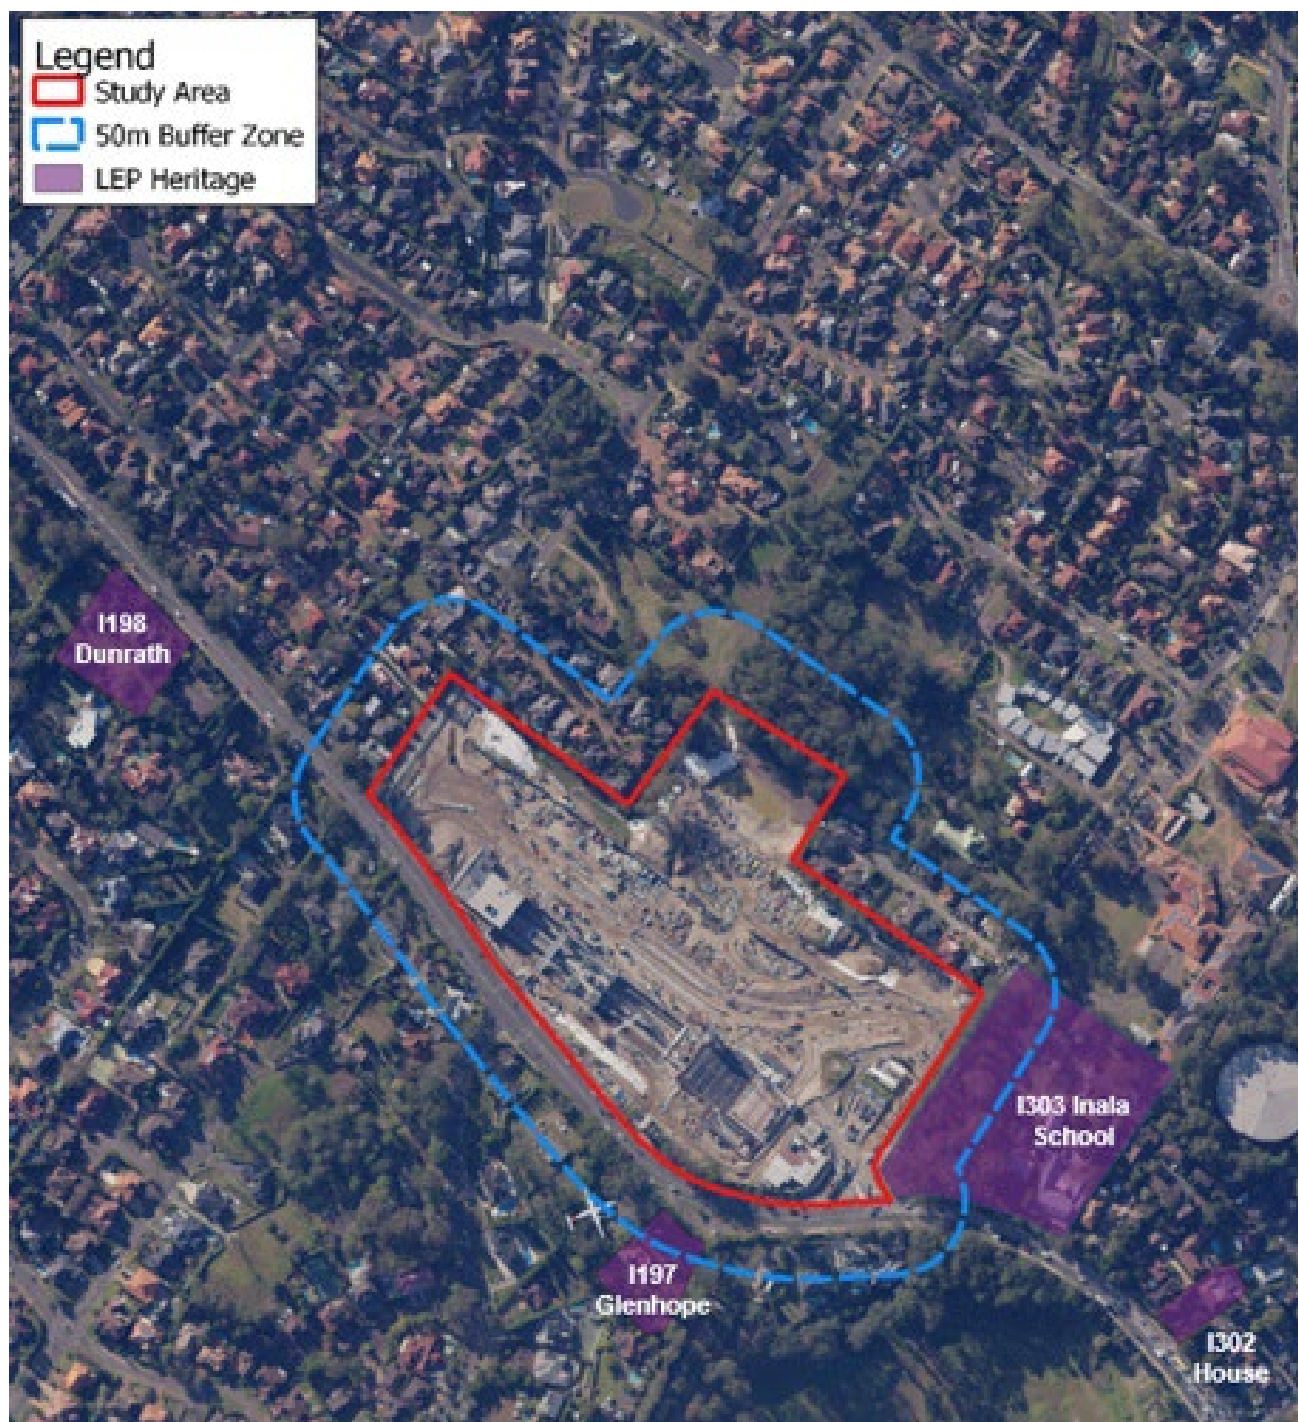 Legend
Study Area
50m Buffer Zone
LEP Heritage
I198
Dunrath
I303 Inala
School
I197
Glenhope
I302
House